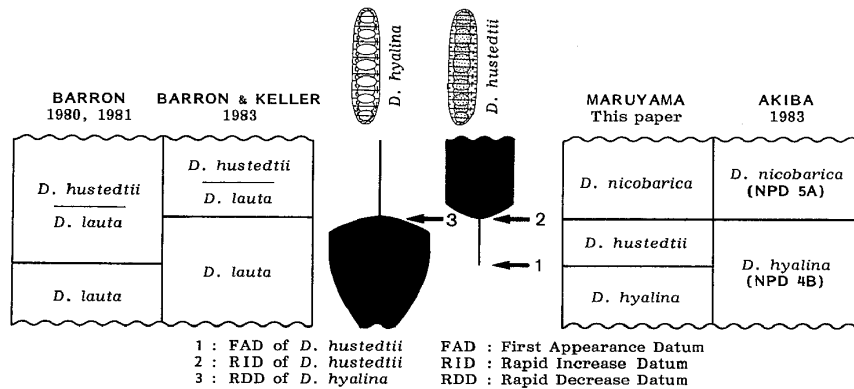 D. hyalina
D. hustedtii
BARRON
1980, 1981
BARRON & KELLER
1983
MARUYAMA
This paper
AKIBA
1983
D. hustedtii
D. lauta
D. lauta
D. hustedtii
D. lauta
D. lauta
3
2
1
D. nicobarica
D. hustedtii
D. hyalina
D. nicobarica
(NPD 5A)
D. hyalina
(NPD 4B)
1 : FAD of D. hustedtii
2 : RID of D. hustedtii
3 : RDD of D. hyalina
FAD : First Appearance Datum
RID : Rapid Increase Datum
RDD : Rapid Decrease Datum